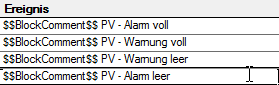 Ereignis
$$BlockComment$$ PV - Alarm voll
$$BlockComment$$ PV - Warnung voll
$$BlockComment$$ PV - Warnung leer
$$BlockComment$$ PV - Alarm leer